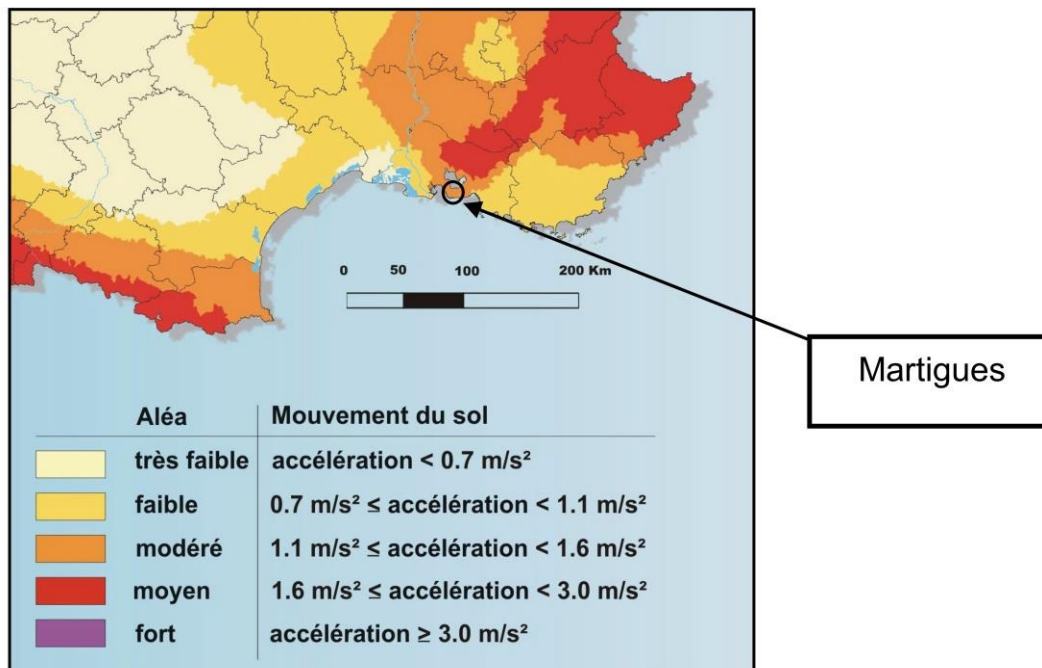 0 50 100 200 Km
Martigues
Aléa Mouvement du sol
très faible accélération < 0.7 m/s²
faible 0.7 m/s² ≤ accélération < 1.1 m/s²
modéré 1.1 m/s² ≤ accélération < 1.6 m/s²
moyen 1.6 m/s² ≤ accélération < 3.0 m/s²
fort accélération ≥ 3.0 m/s²